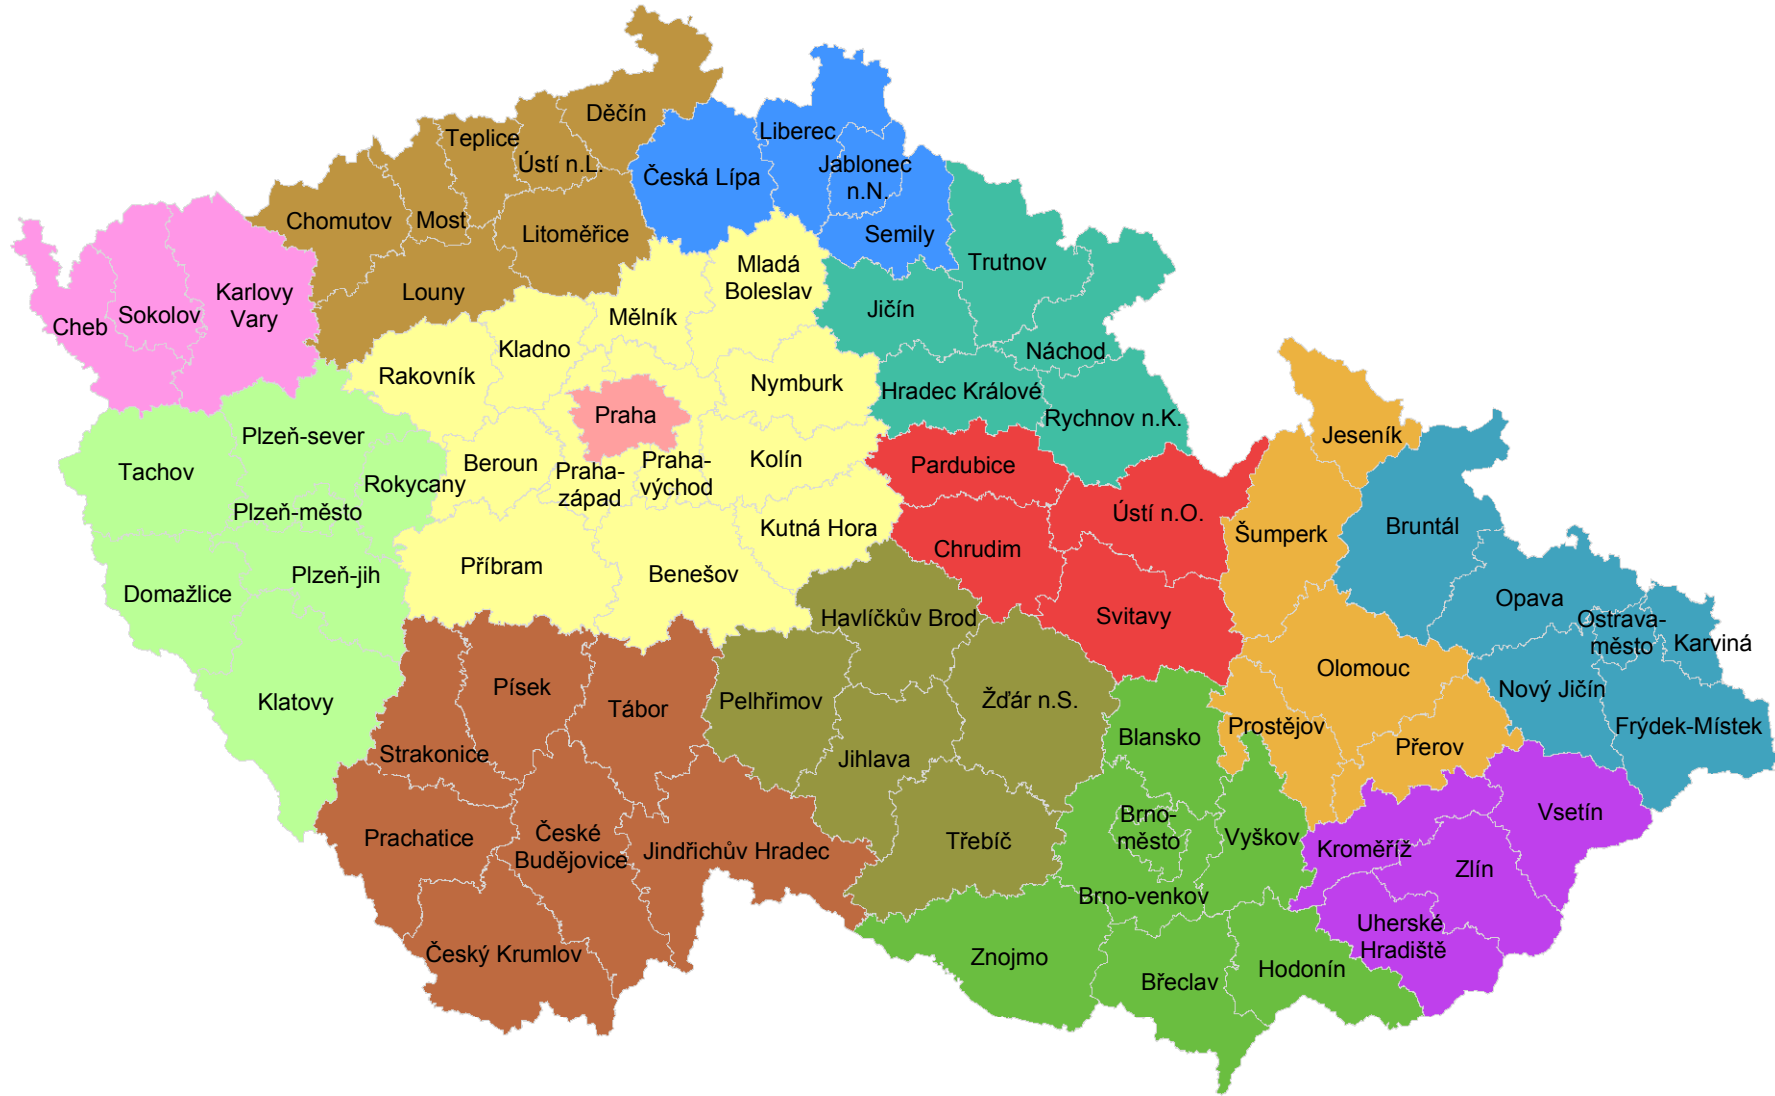 Děčín
Teplice
Ústí n.L.
Liberec
Jablonec
n.N.
Česká Lípa
Chomutov
Most
Litoměřice
Semily
Louny
Karlovy
Vary
Sokolov
Cheb
Mladá
Boleslav
Mělník
Trutnov
Jičín
Kladno
Rakovník
Náchod
Nymburk
Hradec Králové
Praha
Rychnov n.K.
Plzeň-sever
Tachov
Rokycany
Beroun
Praha-
západ
Praha-
východ
Kolín
Pardubice
Jeseník
Plzeň-město
Kutná Hora
Ústí n.O.
Šumperk
Bruntál
Chrudim
Plzeň-jih
Domažlice
Příbram
Benešov
Opava
Havlíčkův Brod
Svitavy
Ostrava-
město
Karviná
Klatovy
Písek
Tábor
Pelhřimov
Žďár n.S.
Olomouc
Nový Jičín
Frýdek-Místek
Strakonice
Jihlava
Blansko
Prostějov
Přerov
Prachatice
České
Budějovice
Jindřichův Hradec
Třebíč
Brno-
město
Vyškov
Kroměříž
Vsetín
Zlín
Brno-venkov
Uherské
Hradiště
Český Krumlov
Znojmo
Břeclav
Hodonín